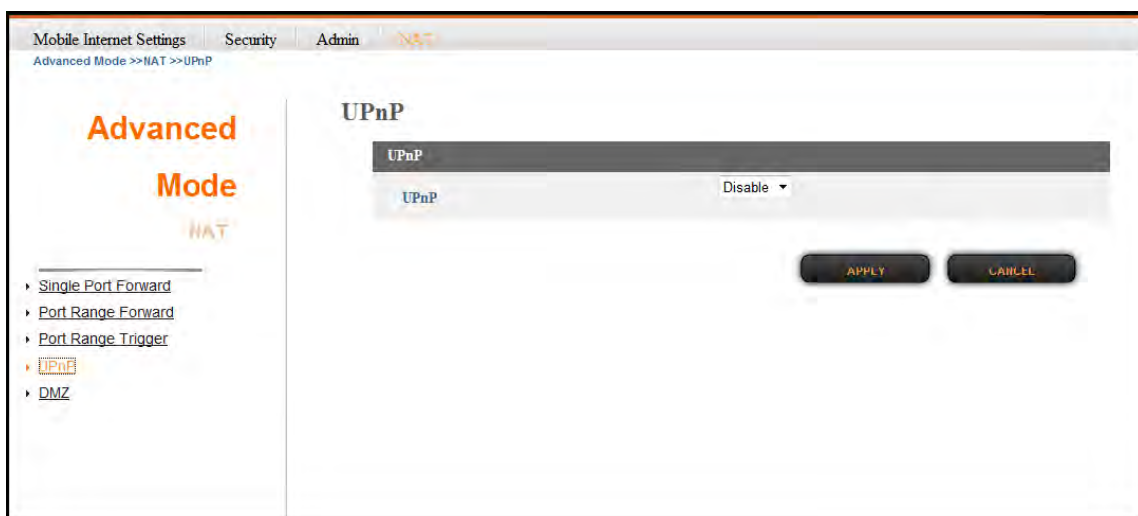 Mobile Internet Settings Security Admin NAT
Advanced Mode >>NAT >>UPnP
Advanced
Mode
NAT
Single Port Forward
Port Range Forward
Port Range Trigger
UPnP
DMZ
UPnP
UPnP
UPnP Disable
APPLY CANCEL